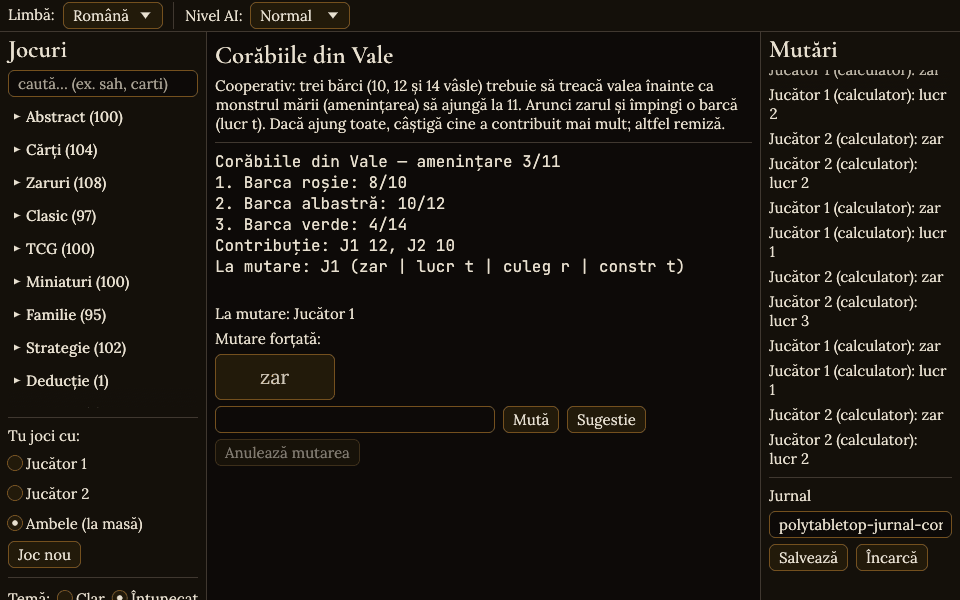 Limbă: Română ▼ Nivel AI: Normal ▼
Jocuri
caută... (ex. sah, carti)
▸ Abstract (100)
▸ Cărți (104)
▸ Zaruri (108)
▸ Clasic (97)
▸ TCG (100)
▸ Miniaturi (100)
▸ Familie (95)
▸ Strategie (102)
▸ Deducție (1)
Tu joci cu:
Jucător 1
Jucător 2
Ambele (la masă)
Joc nou
Temă: Clar Întunecat
Corăbiile din Vale
Cooperativ: trei bărci (10, 12 și 14 vâsle) trebuie să treacă valea înainte ca
monstrul mării (amenințarea) să ajungă la 11. Arunci zarul și împingi o barcă
(lucr t). Dacă ajung toate, câștigă cine a contribuit mai mult; altfel remiză.
Corăbiile din Vale — amenințare 3/11
1. Barca roșie: 8/10
2. Barca albastră: 10/12
3. Barca verde: 4/14
Contribuție: J1 12, J2 10
La mutare: J1 (zar | lucr t | culeg r | constr t)
La mutare: Jucător 1
Mutare forțată:
zar
Mută Sugestie
Anulează mutarea
Mutări
Jucător 1 (calculator): zar
Jucător 1 (calculator): lucr
2
Jucător 2 (calculator): zar
Jucător 2 (calculator):
lucr 2
Jucător 1 (calculator): zar
Jucător 1 (calculator): lucr
1
Jucător 2 (calculator): zar
Jucător 2 (calculator):
lucr 3
Jucător 1 (calculator): zar
Jucător 1 (calculator): lucr
1
Jucător 2 (calculator): zar
Jucător 2 (calculator):
lucr 2
Jurnal
polytabletop-jurnal-cor
Salvează Încarcă